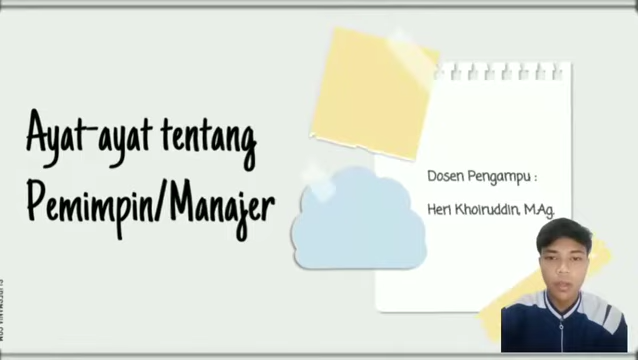 Ayat-ayat tentang
Pemimpin/Manajer
Dosen Pengampu :
Heri Khoiruddin, M.Ag.